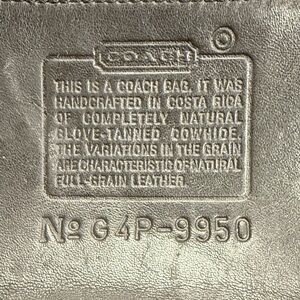 COACH ©
THIS IS A COACH BAG. IT WAS
HANDCRAFTED IN COSTA RICA
OF COMPLETELY NATURAL
GLOVE-TANNED COWHIDE.
THE VARIATIONS IN THE GRAIN
ARE CHARACTERISTIC OF NATURAL
FULL-GRAIN LEATHER.
Nº G4P-9950